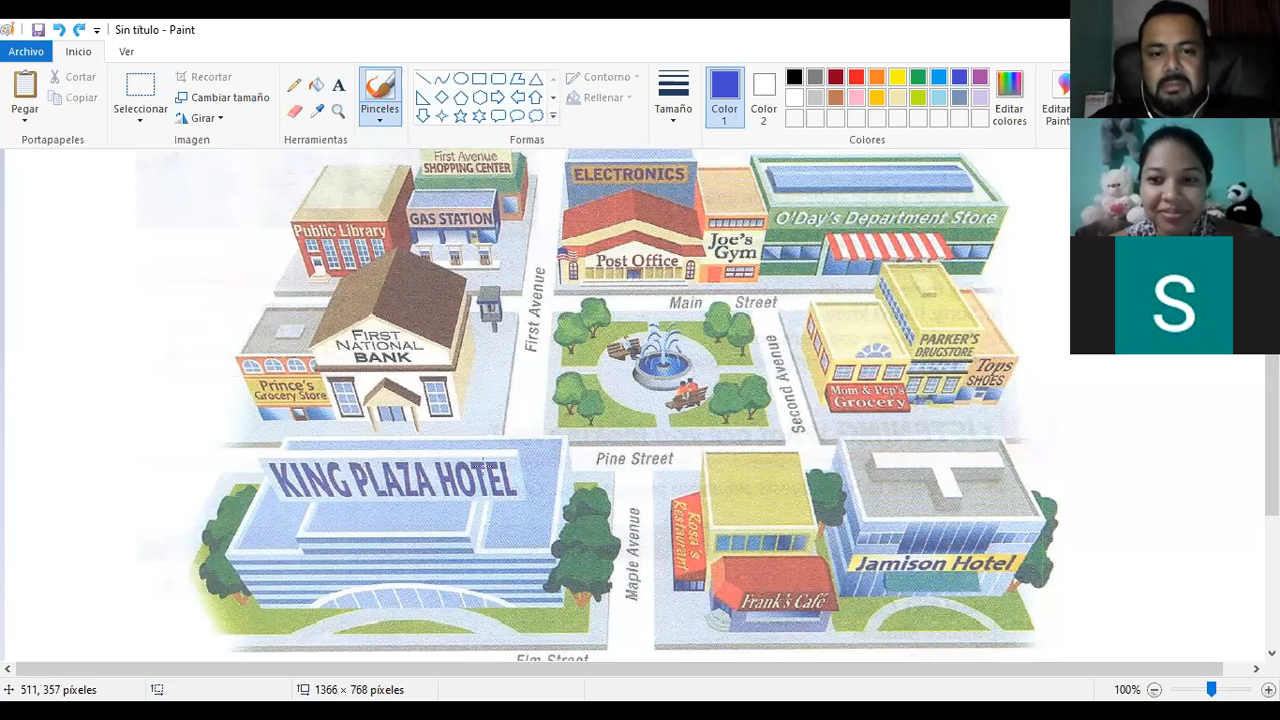 Sin título - Paint
Archivo Inicio Ver
Pegar
Cortar
Copiar
Portapapeles
Seleccionar
Recortar
Cambiar tamaño
Girar
Imagen
A
Herramientas
Pinceles
Contorno
Rellenar
Formas
Tamaño
Color 1
Color 2
Editar colores
Editar
Colores
First Avenue
SHOPPING CENTER
Public Library
GAS STATION
ELECTRONICS
Post Office
Joe's
Gym
O'Day's Department Store
Main Street
First Avenue
Second Avenue
FIRST
NATIONAL
BANK
Prince's
Grocery Store
PARKER'S
DRUGSTORE
Tops
SHOES
Mom & Pop's
Grocery
Pine Street
KING PLAZA HOTEL
Maple Avenue
Rosa's
Restaurant
Frank's Café
Jamison Hotel
Elm Street
S
511, 357 píxeles
1366 × 768 píxeles
100%